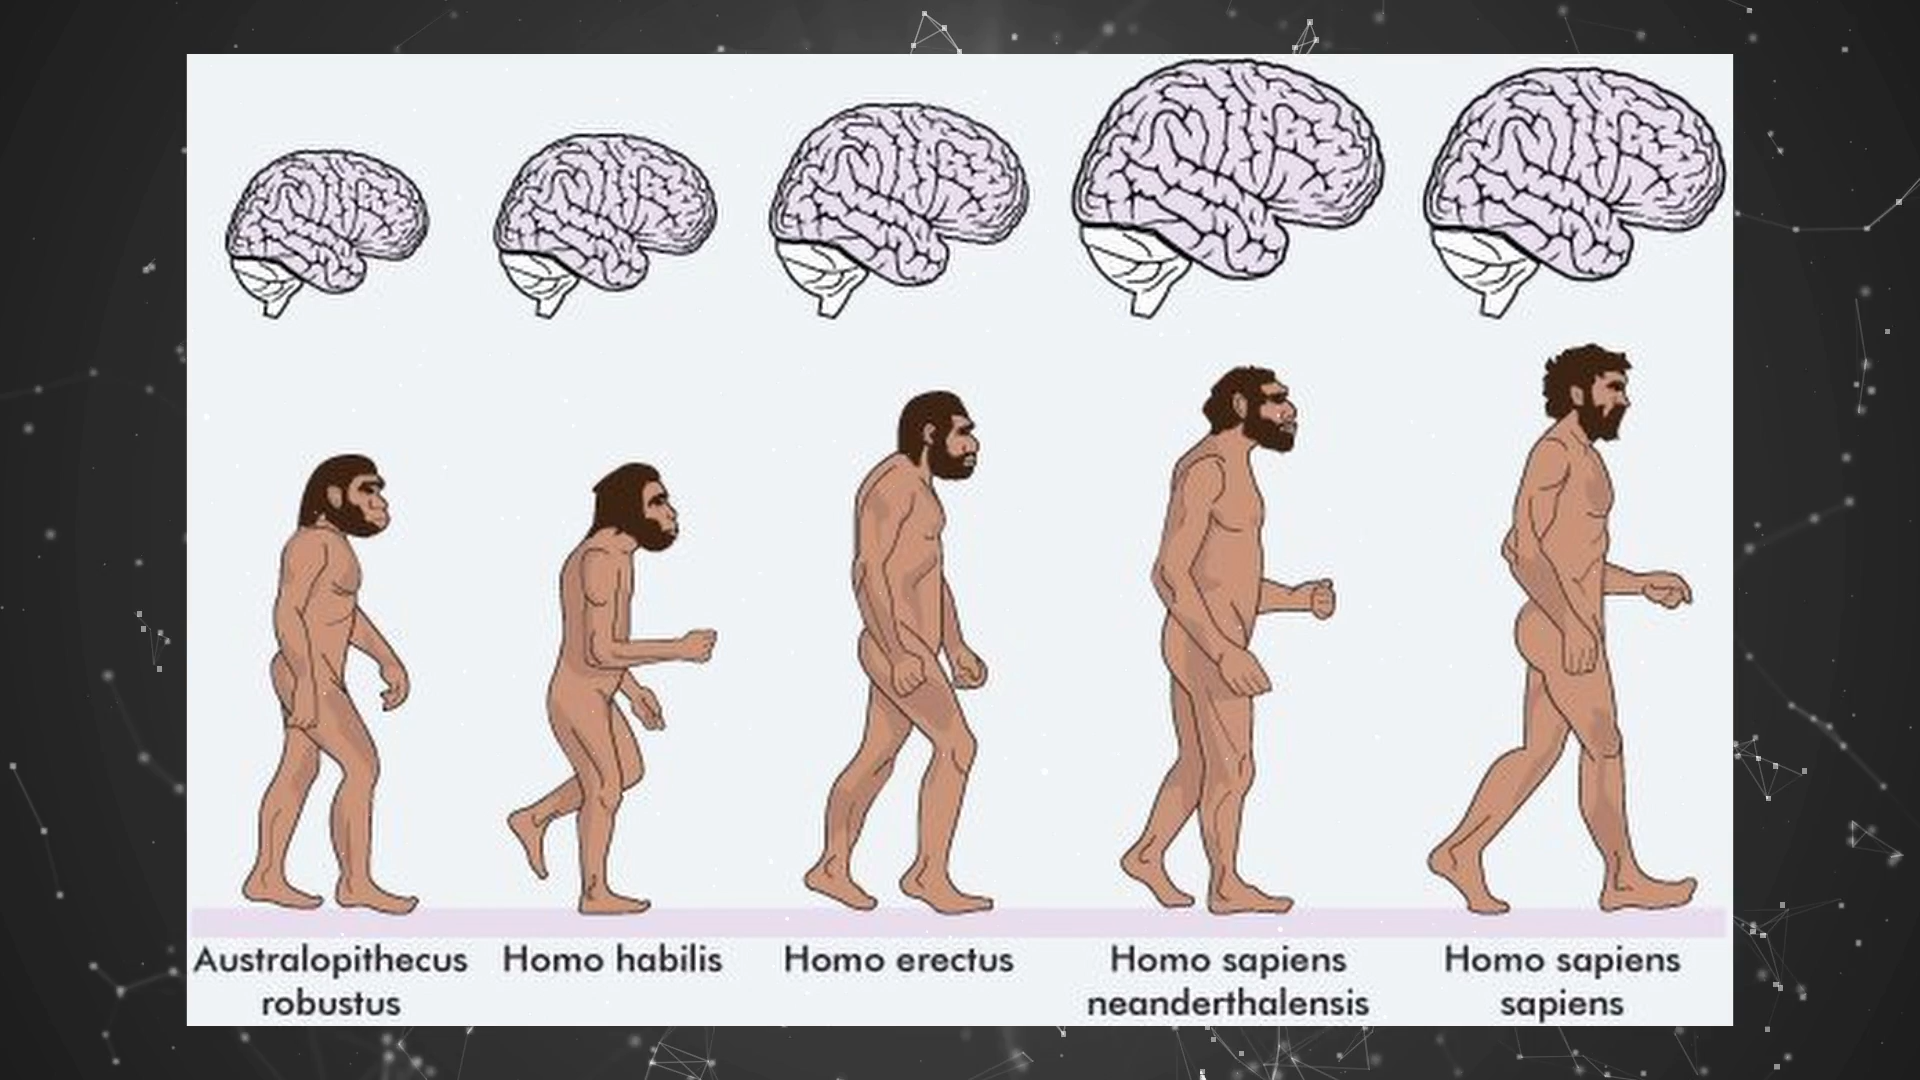 Australopithecus
robustus
Homo habilis
Homo erectus
Homo sapiens
neanderthalensis
Homo sapiens
sapiens